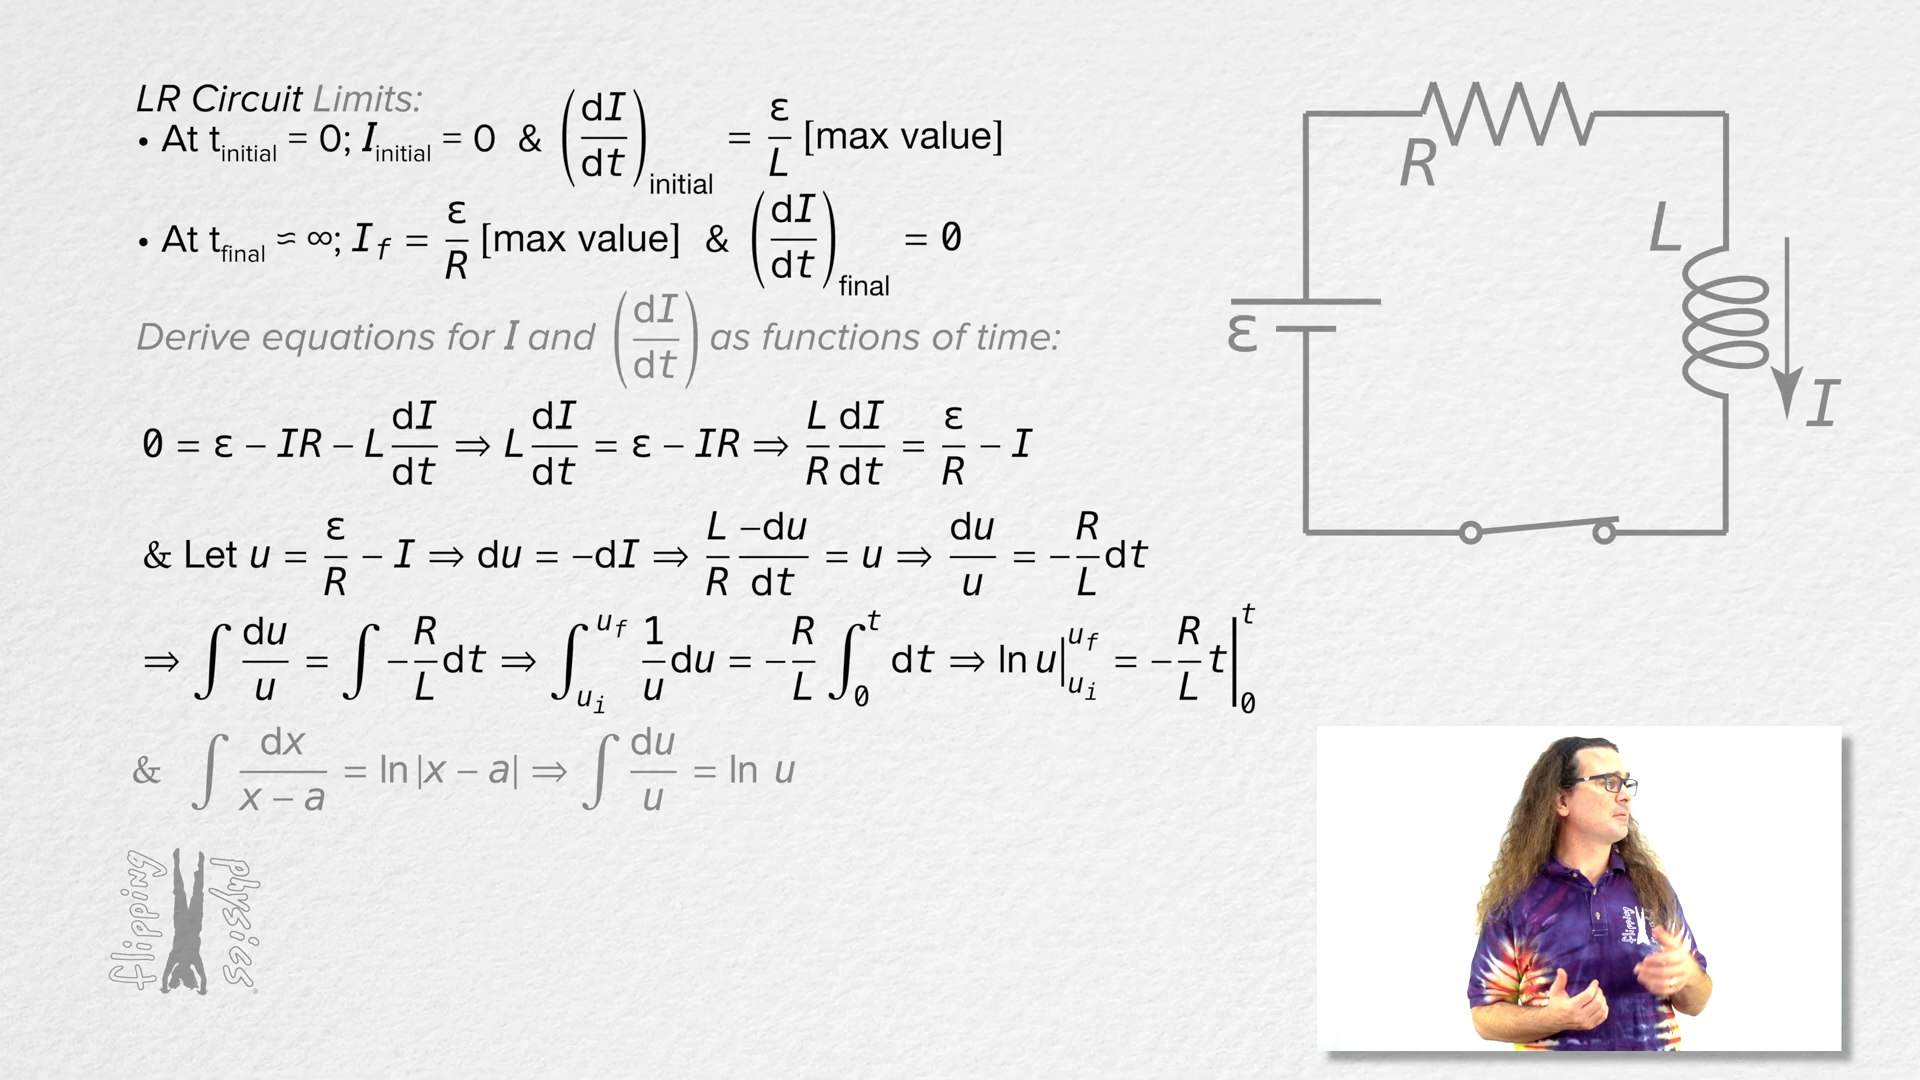 LR Circuit Limits:
• At t_initial = 0; I_initial = 0 & (dI/dt)_initial = ε/L [max value]
• At t_final ≈ ∞; I_f = ε/R [max value] & (dI/dt)_final = 0
Derive equations for I and (dI/dt) as functions of time:
0 = ε − IR − L dI/dt ⇒ L dI/dt = ε − IR ⇒ L/R dI/dt = ε/R − I
& Let u = ε/R − I ⇒ du = −dI ⇒ L/R −du/dt = u ⇒ du/u = −R/L dt
⇒ ∫ du/u = ∫ −R/L dt ⇒ ∫_{u_i}^{u_f} 1/u du = −R/L ∫_0^t dt ⇒ ln u|_{u_i}^{u_f} = −R/L t|_0^t
& ∫ dx/(x − a) = ln|x − a| ⇒ ∫ du/u = ln u
R
L
ε
I
flipping physics
flipping